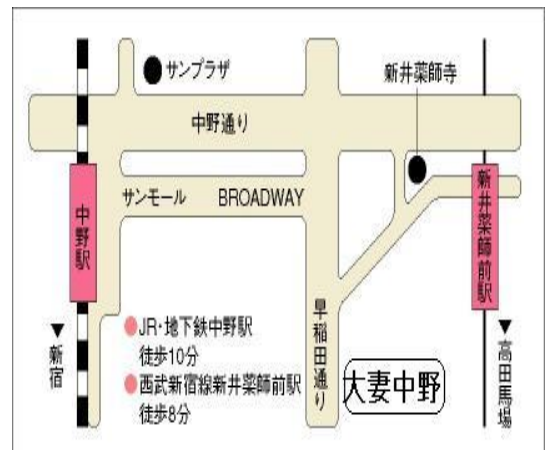 サンプラザ
新井薬師寺
中野通り
サンモール BROADWAY
中野駅
新井薬師前駅
早稲田通り
▼新宿
JR・地下鉄中野駅
徒歩10分
西武新宿線新井薬師前駅
徒歩8分
大妻中野
▼高田馬場